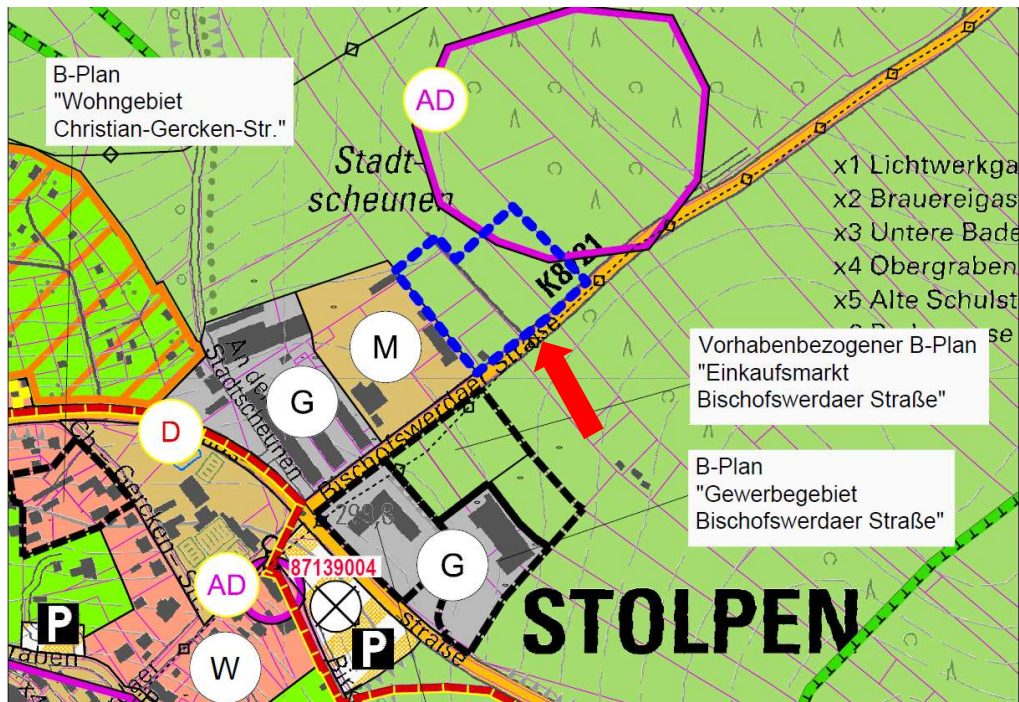 B-Plan
"Wohngebiet
Christian-Gercken-Str."
AD
Stadt-
scheunen
x1 Lichtwerkga
x2 Brauereigas
x3 Untere Bade
x4 Obergraben
x5 Alte Schulst
K8721
M
An den
Stadtscheunen
G
Bischofswerdaer Straße
Vorhabenbezogener B-Plan
"Einkaufsmarkt
Bischofswerdaer Straße"
D
B-Plan
"Gewerbegebiet
Bischofswerdaer Straße"
299,8
G
AD
87139004
STOLPEN
P
P
straße
W